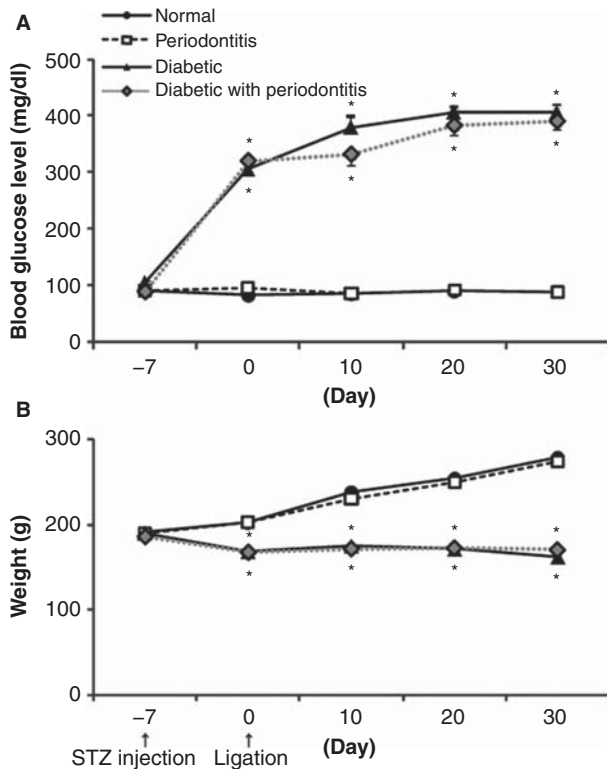 A
Normal
Periodontitis
Diabetic
Diabetic with periodontitis
Blood glucose level (mg/dl)
500
400
300
200
100
0
* * * *
* * * *
–7 0 10 20 30
(Day)
B
Weight (g)
300
200
100
0
* * * *
* * * *
–7 0 10 20 30
↑ ↑ (Day)
STZ injection Ligation